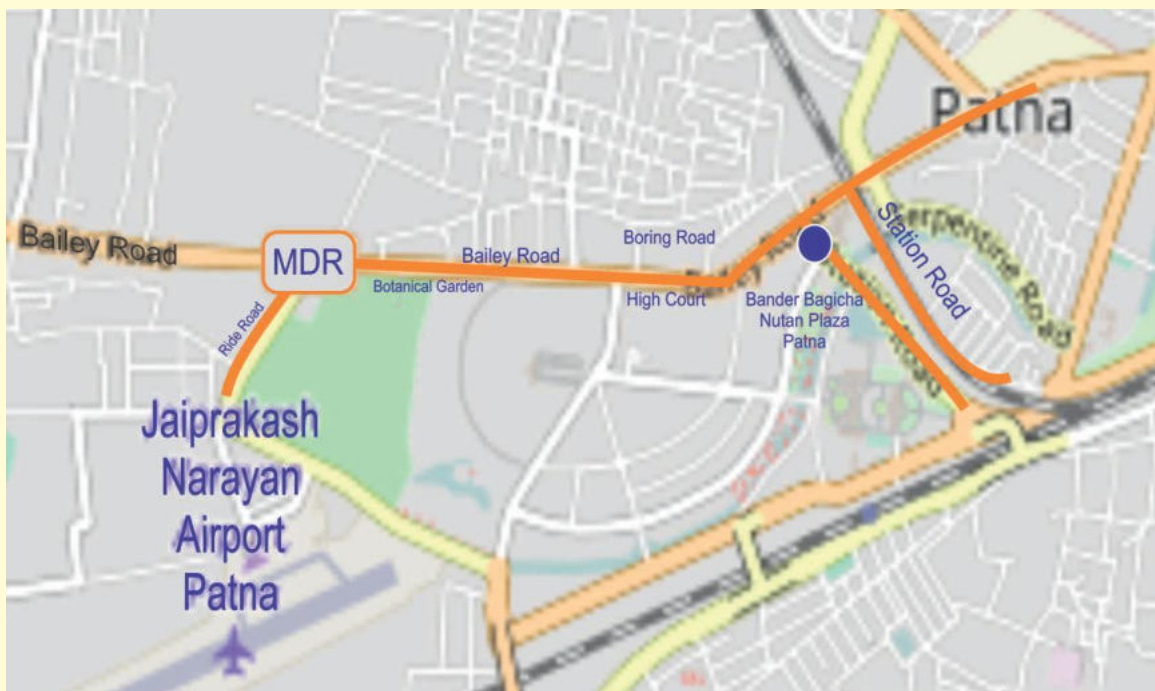 Patna
Bailey Road
MDR
Bailey Road
Boring Road
Botanical Garden
High Court
Bander Bagicha
Nutan Plaza
Patna
Station Road
Serpentine Road
Ride Road
Jaiprakash
Narayan
Airport
Patna